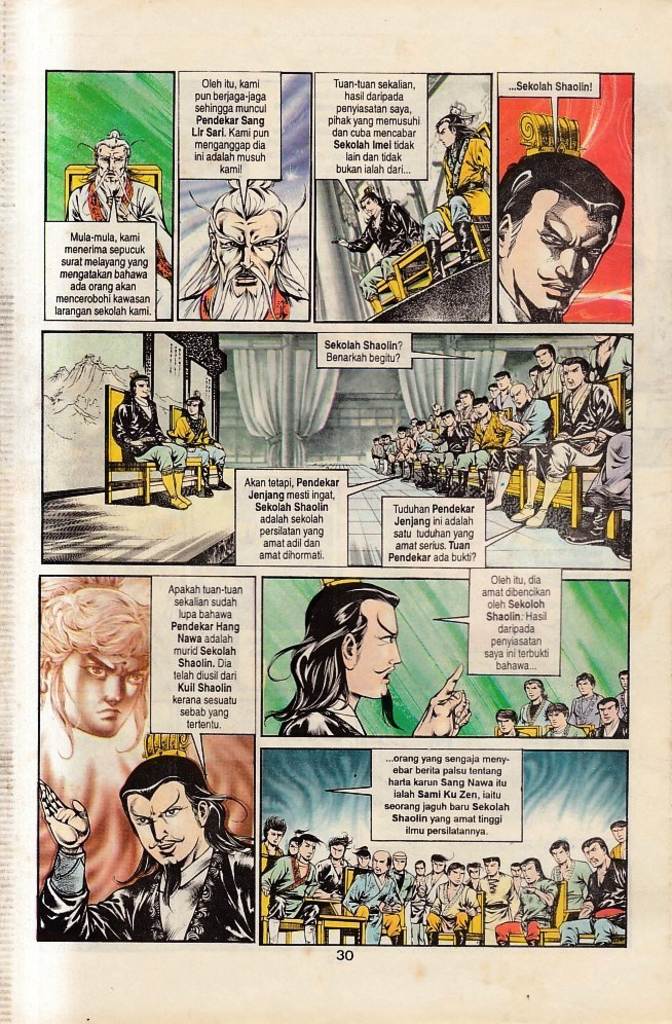 Mula-mula, kami
menerima sepucuk
surat melayang yang
mengatakan bahawa
ada orang akan
mencerobohi kawasan
larangan sekolah kami.
Oleh itu, kami
pun berjaga-jaga
sehingga muncul
Pendekar Sang
Lir Sari. Kami pun
menganggap dia
ini adalah musuh
kami!
Tuan-tuan sekalian,
hasil daripada
penyiasatan saya,
pihak yang memusuhi
dan cuba mencabar
Sekolah Imei tidak
lain dan tidak
bukan ialah dari...
...Sekolah Shaolin!
Sekolah Shaolin?
Benarkah begitu?
Akan tetapi, Pendekar
Jenjang mesti ingat,
Sekolah Shaolin
adalah sekolah
persilatan yang
amat adil dan
amat dihormati.
Tuduhan Pendekar
Jenjang ini adalah
satu tuduhan yang
amat serius. Tuan
Pendekar ada bukti?
Apakah tuan-tuan
sekalian sudah
lupa bahawa
Pendekar Hang
Nawa adalah
murid Sekolah
Shaolin. Dia
telah diusil dari
Kuil Shaolin
kerana sesuatu
sebab yang
tertentu.
Oleh itu, dia
amat dibencikan
oleh Sekoloh
Shaolin. Hasil
daripada
penyiasatan
saya ini terbukti
bahawa...
...orang yang sengaja meny-
ebar berita palsu tentang
harta karun Sang Nawa itu
ialah Sami Ku Zen, iaitu
seorang jaguh baru Sekolah
Shaolin yang amat tinggi
ilmu persilatannya.
30